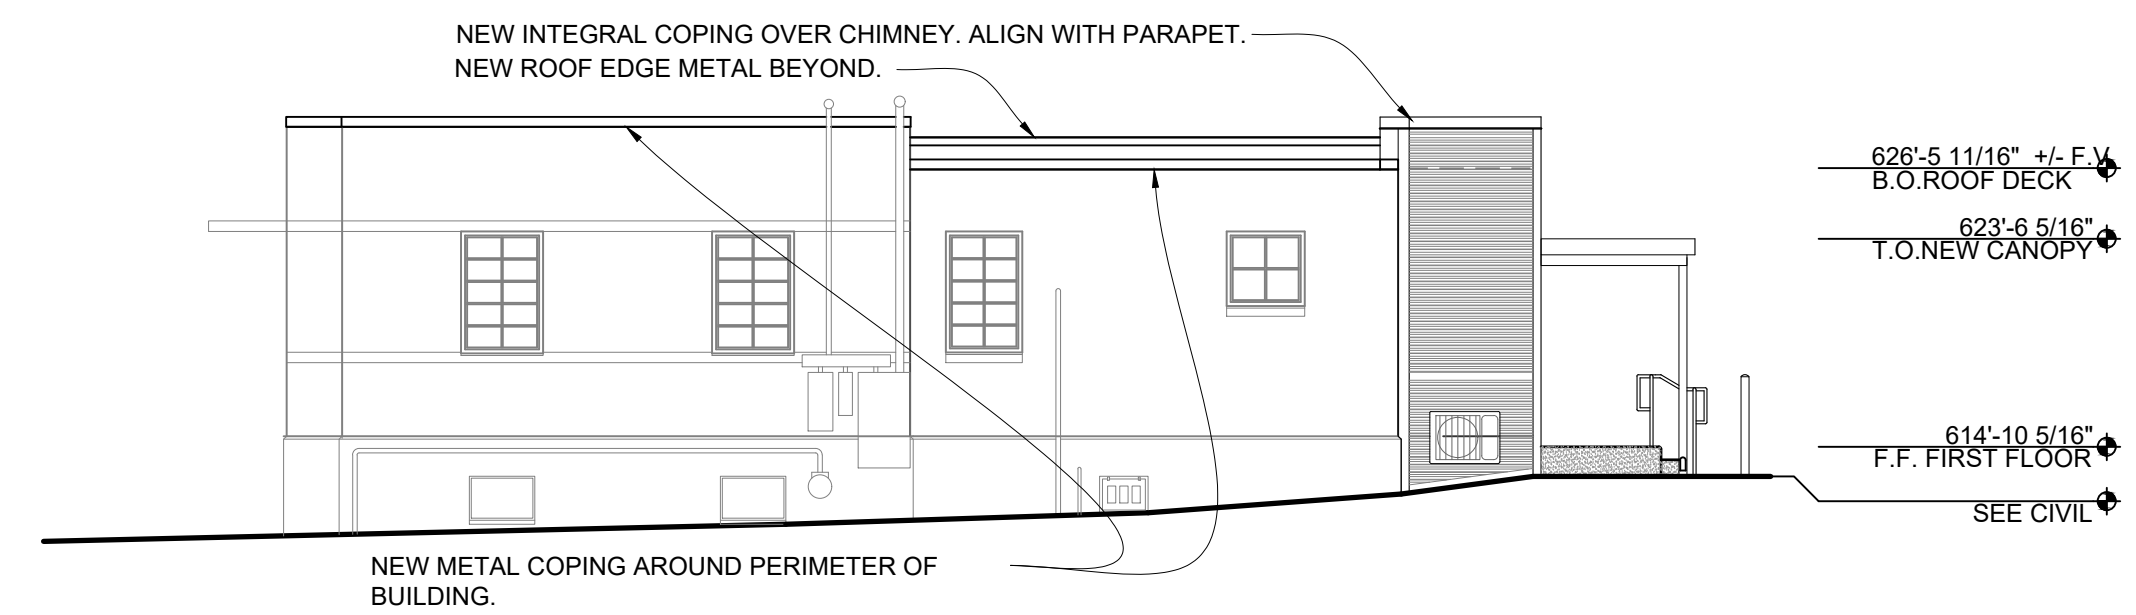 NEW INTEGRAL COPING OVER CHIMNEY. ALIGN WITH PARAPET.
NEW ROOF EDGE METAL BEYOND.
626'-5 11/16" +/- F.V.
B.O.ROOF DECK
623'-6 5/16"
T.O.NEW CANOPY
614'-10 5/16"
F.F. FIRST FLOOR
SEE CIVIL
NEW METAL COPING AROUND PERIMETER OF
BUILDING.